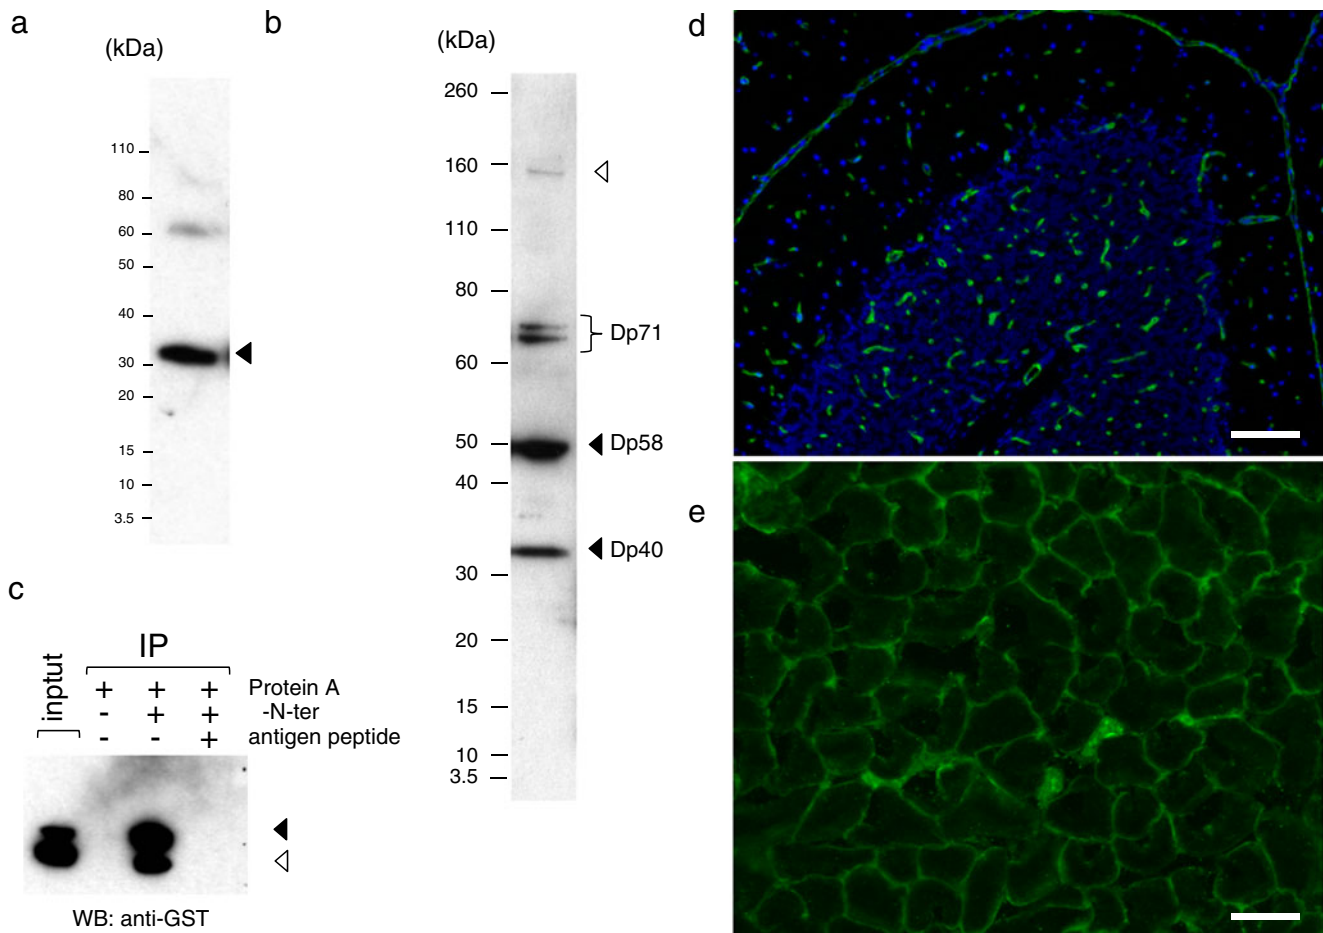 a
(kDa)
110
80
60
50
40
30
20
15
10
3.5
b
(kDa)
260
160
110
80
60
50
40
30
20
15
10
3.5
Dp71
Dp58
Dp40
c
IP
inptut
+ + + Protein A
- + + -N-ter
- - + antigen peptide
WB: anti-GST
d
e